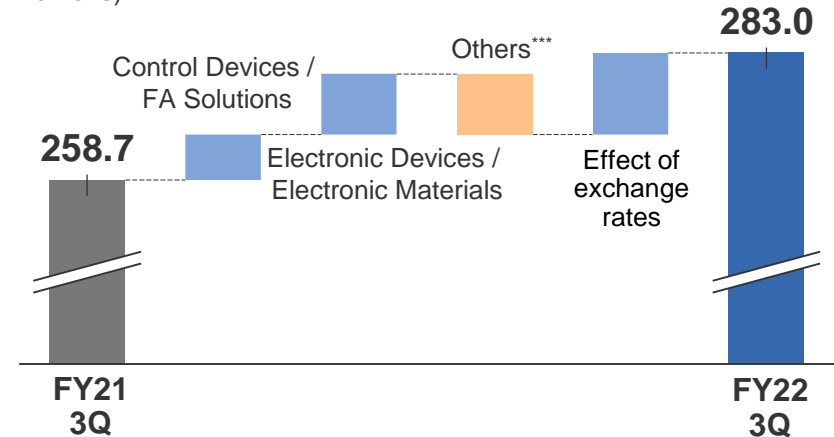 283.0
Others***
Control Devices /
FA Solutions
258.7
Electronic Devices /
Electronic Materials
Effect of
exchange
rates
FY21
3Q
FY22
3Q